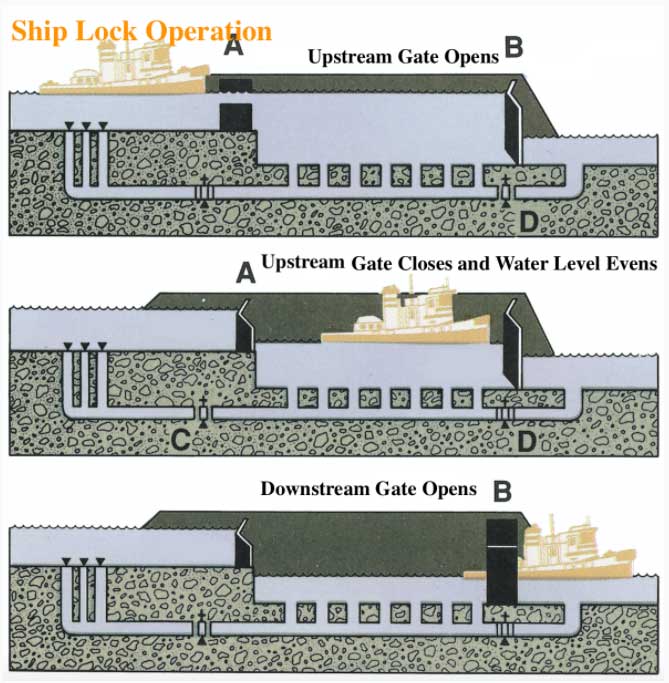 Ship Lock Operation
A
Upstream Gate Opens B
D
A Upstream Gate Closes and Water Level Evens
C
D
Downstream Gate Opens B